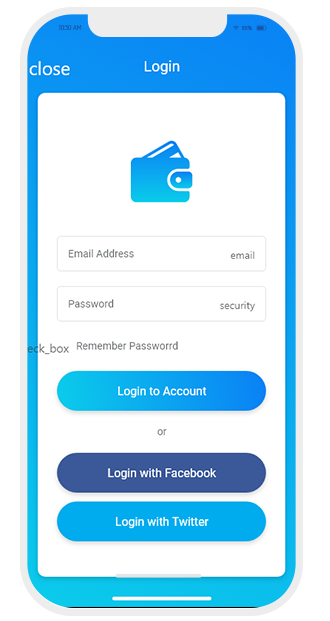 10:50 AM 95%
close Login
Email Address email
Password security
eck_box Remember Passworrd
Login to Account
or
Login with Facebook
Login with Twitter